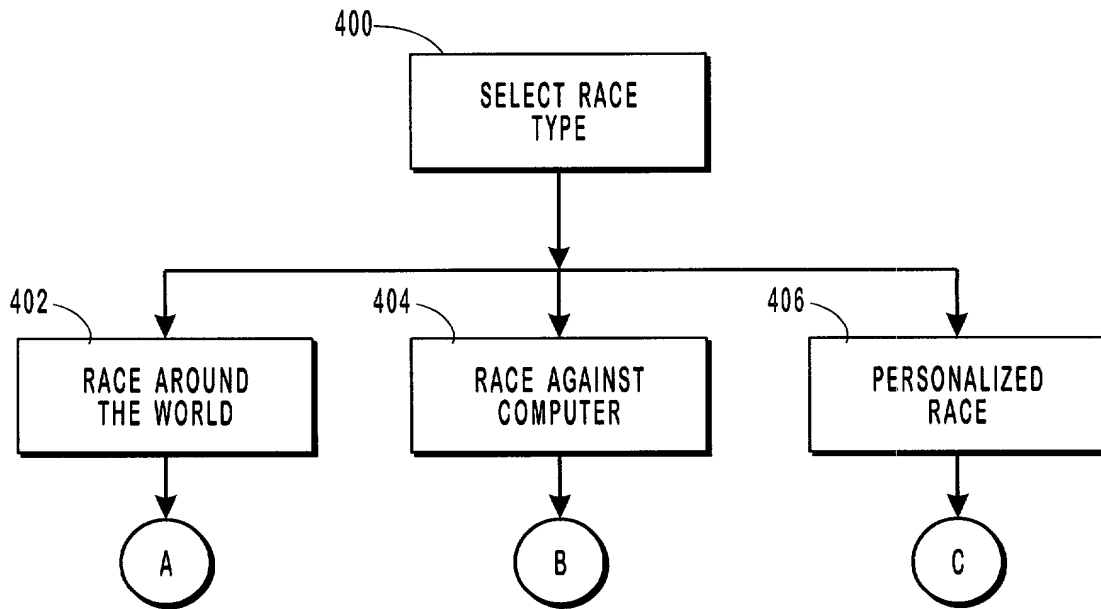 400
SELECT RACE
TYPE
402
RACE AROUND
THE WORLD
404
RACE AGAINST
COMPUTER
406
PERSONALIZED
RACE
A
B
C